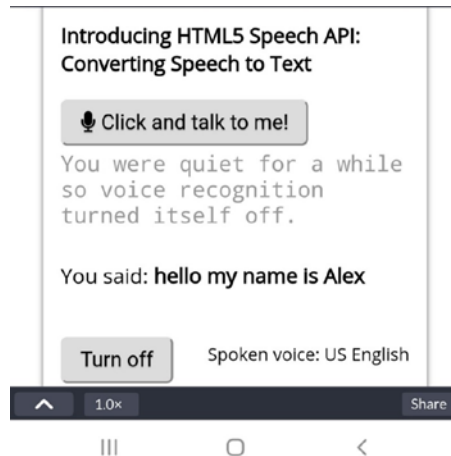 Introducing HTML5 Speech API:
Converting Speech to Text
Click and talk to me!
You were quiet for a while
so voice recognition
turned itself off.
You said: hello my name is Alex
Turn off
Spoken voice: US English
1.0×
Share